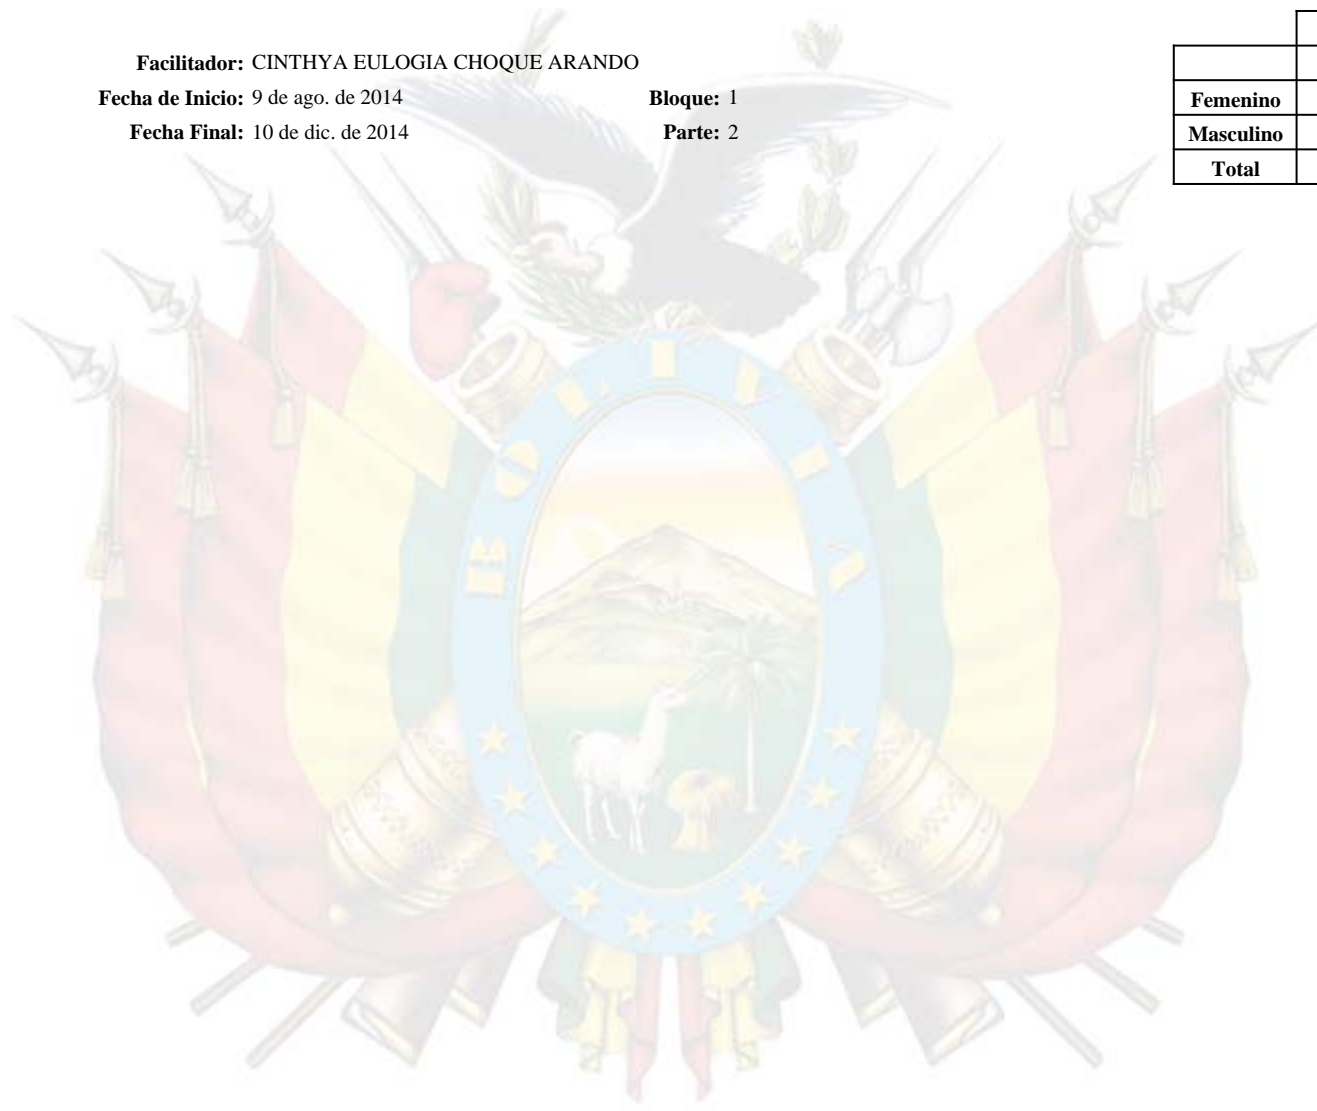 Facilitador: CINTHYA EULOGIA CHOQUE ARANDO
Fecha de Inicio: 9 de ago. de 2014 Bloque: 1
Fecha Final: 10 de dic. de 2014 Parte: 2
Femenino
Masculino
Total
BOLIVIA